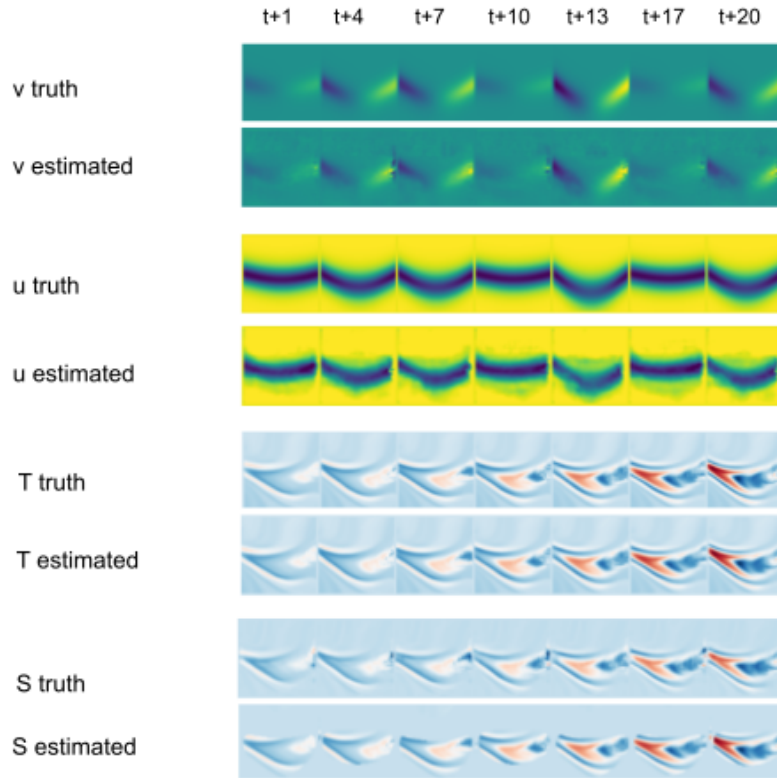 t+1 t+4 t+7 t+10 t+13 t+17 t+20
v truth
v estimated
u truth
u estimated
T truth
T estimated
S truth
S estimated